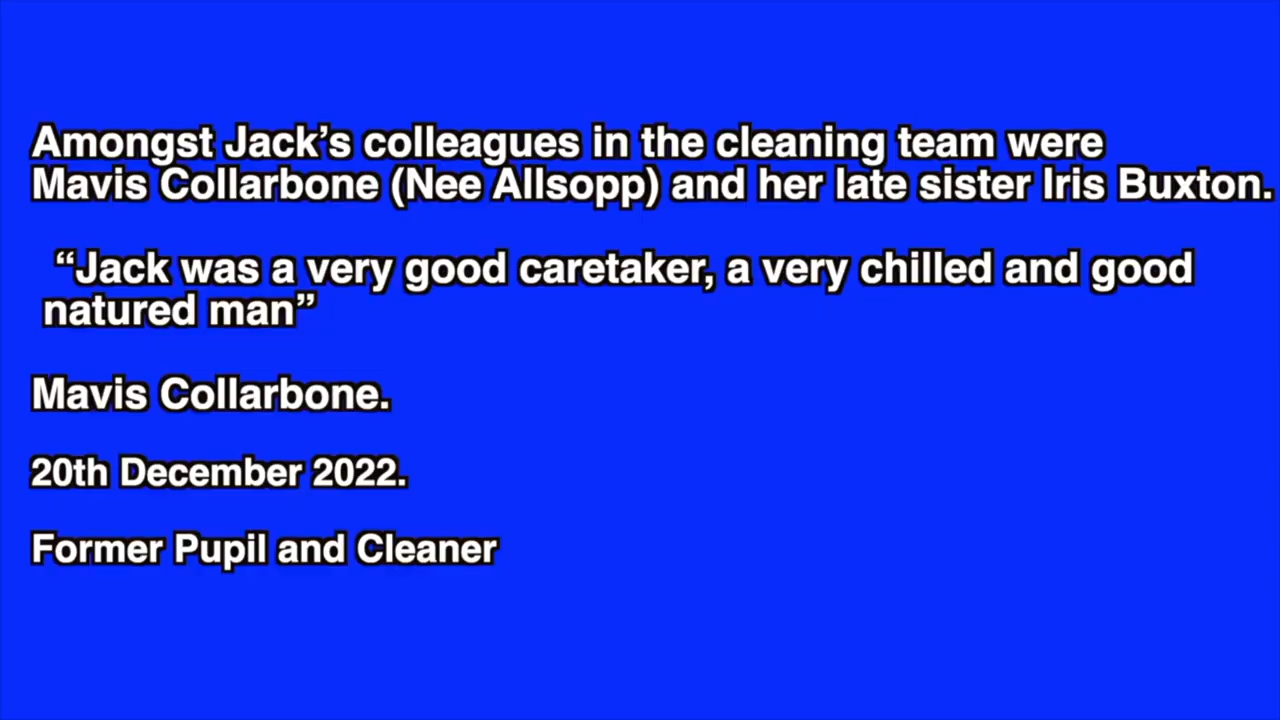 Amongst Jack’s colleagues in the cleaning team were
Mavis Collarbone (Nee Allsopp) and her late sister Iris Buxton.
“Jack was a very good caretaker, a very chilled and good
natured man”
Mavis Collarbone.
20th December 2022.
Former Pupil and Cleaner